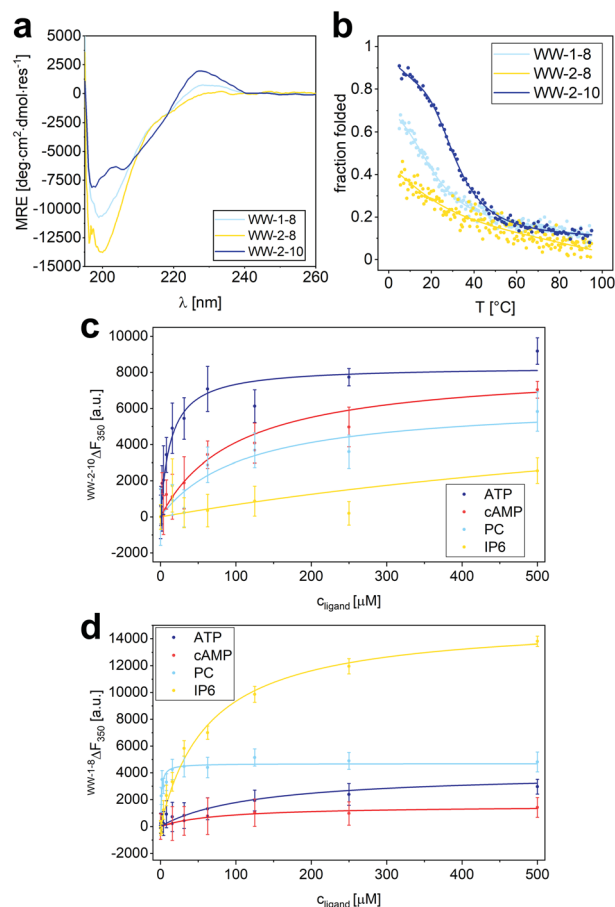 a
5000
2500
0
-2500
-5000
-7500
-10000
-12500
-15000
MRE [deg·cm²·dmol·res⁻¹]
WW-1-8
WW-2-8
WW-2-10
200
220
240
260
λ [nm]
b
1
0.8
0.6
0.4
0.2
0
fraction folded
WW-1-8
WW-2-8
WW-2-10
0
20
40
60
80
100
T [°C]
c
10000
8000
6000
4000
2000
0
-2000
WW-2-10ΔF350 [a.u.]
ATP
cAMP
PC
IP6
0
100
200
300
400
500
cligand [μM]
d
14000
12000
10000
8000
6000
4000
2000
0
-2000
WW-1-8ΔF350 [a.u.]
ATP
cAMP
PC
IP6
0
100
200
300
400
500
cligand [μM]